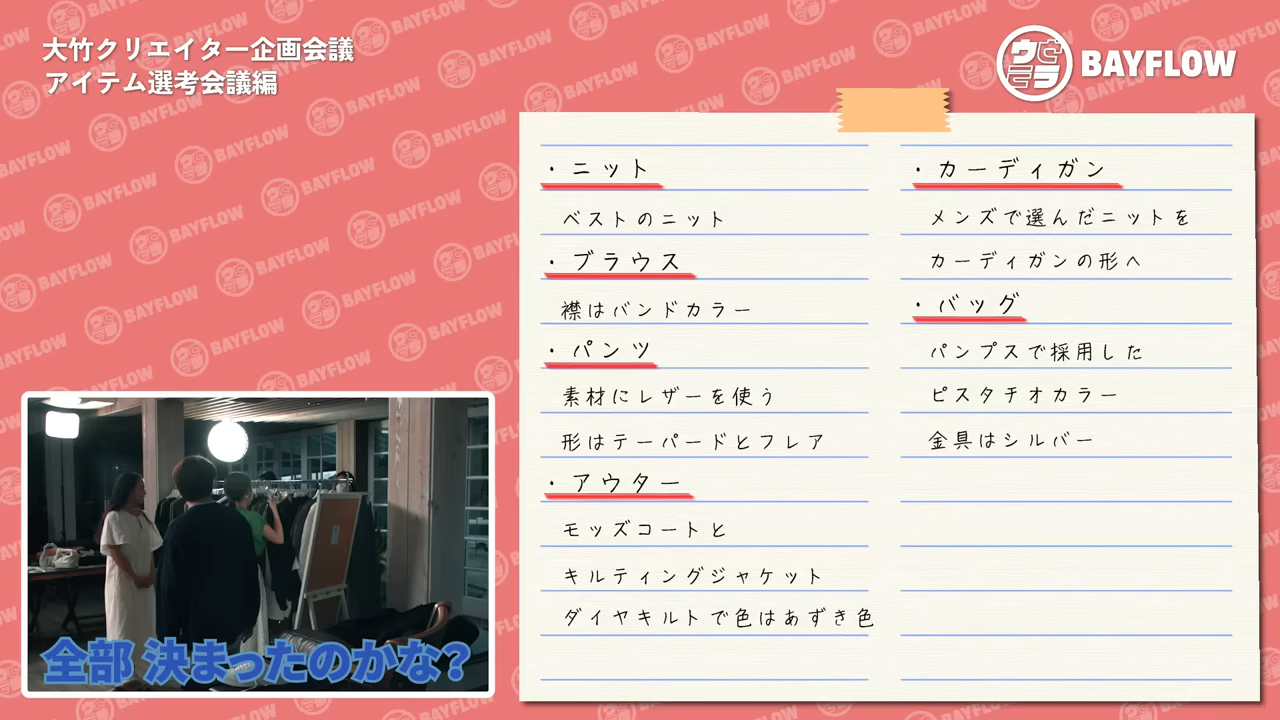 大竹クリエイター企画会議
アイテム選考会議編
ウピコラ BAYFLOW
・ニット
ベストのニット
・ブラウス
襟はバンドカラー
・パンツ
素材にレザーを使う
形はテーパードとフレア
・アウター
モッズコートと
キルティングジャケット
ダイヤキルトで色はあずき色
・カーディガン
メンズで選んだニットを
カーディガンの形へ
・バッグ
パンプスで採用した
ピスタチオカラー
金具はシルバー
全部 決まったのかな?